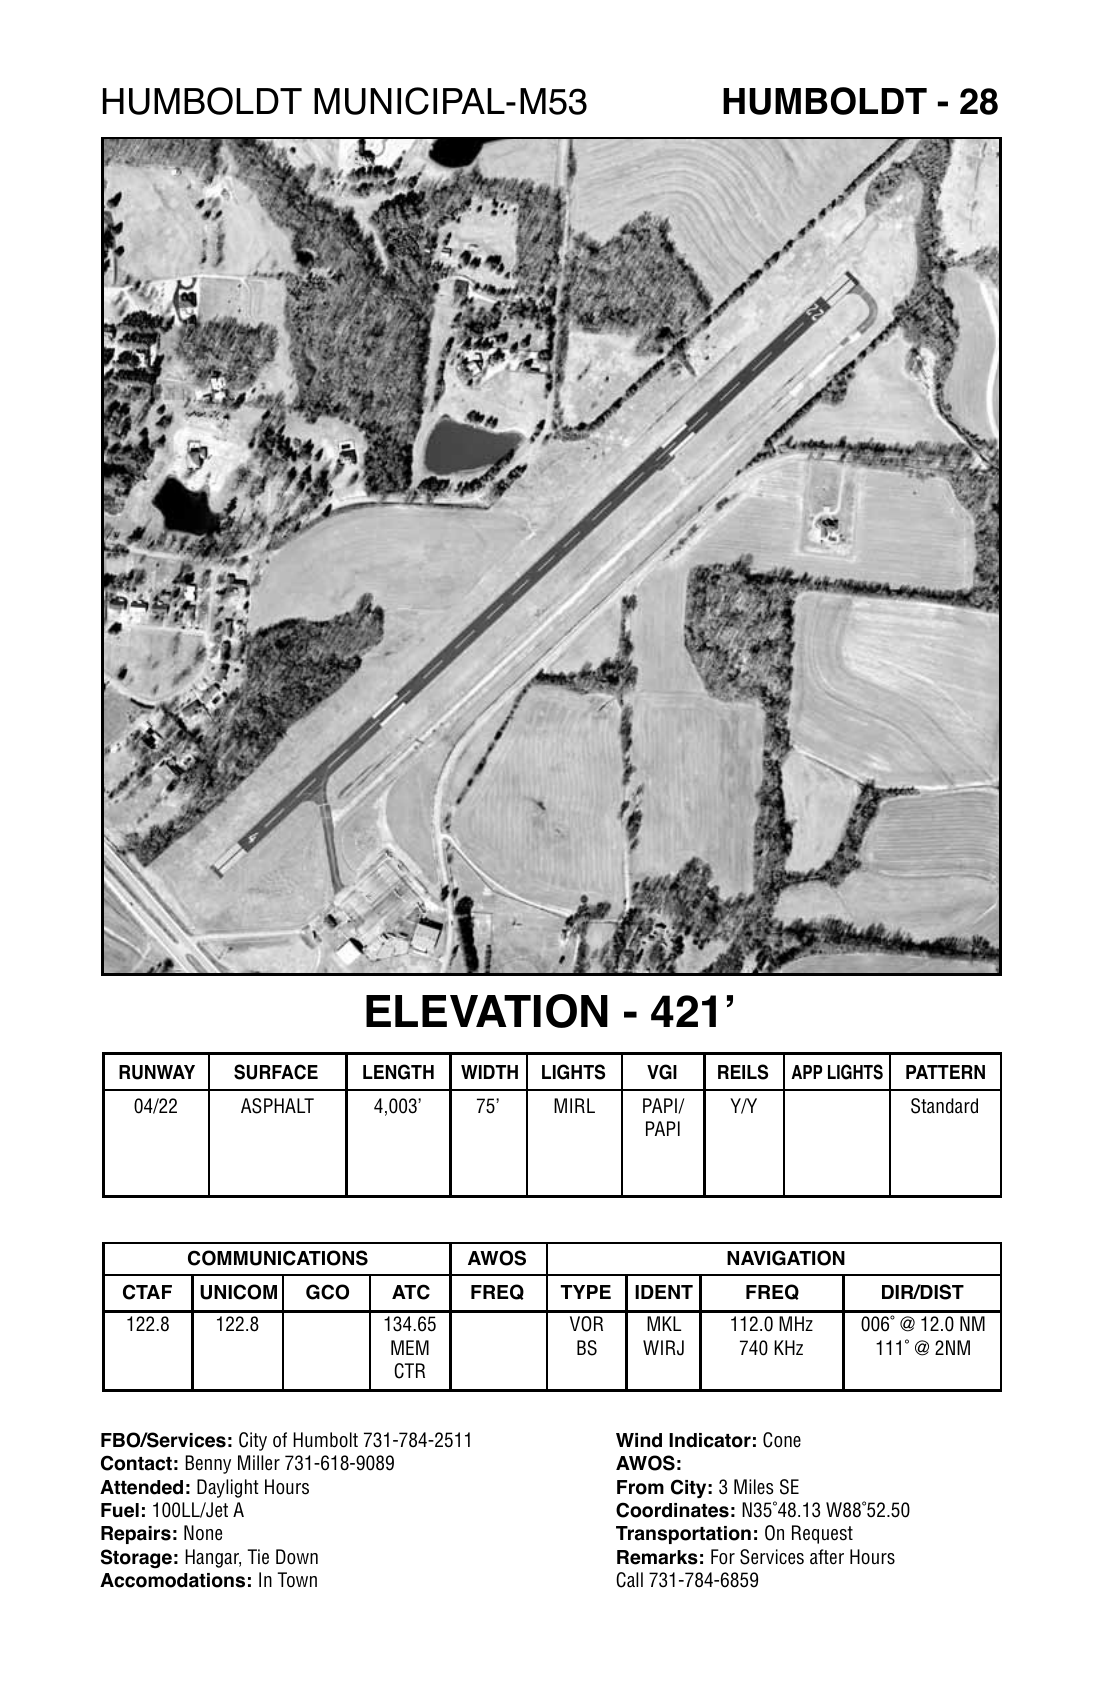 HUMBOLDT MUNICIPAL-M53 HUMBOLDT - 28
22
4
ELEVATION - 421’
RUNWAY SURFACE LENGTH WIDTH LIGHTS VGI REILS APP LIGHTS PATTERN
04/22 ASPHALT 4,003’ 75’ MIRL PAPI/ Y/Y Standard
PAPI
COMMUNICATIONS AWOS NAVIGATION
CTAF UNICOM GCO ATC FREQ TYPE IDENT FREQ DIR/DIST
122.8 122.8 134.65 VOR MKL 112.0 MHz 006˚ @ 12.0 NM
MEM BS WIRJ 740 KHz 111˚ @ 2NM
CTR
FBO/Services: City of Humbolt 731-784-2511
Contact: Benny Miller 731-618-9089
Attended: Daylight Hours
Fuel: 100LL/Jet A
Repairs: None
Storage: Hangar, Tie Down
Accomodations: In Town
Wind Indicator: Cone
AWOS:
From City: 3 Miles SE
Coordinates: N35˚48.13 W88˚52.50
Transportation: On Request
Remarks: For Services after Hours
Call 731-784-6859